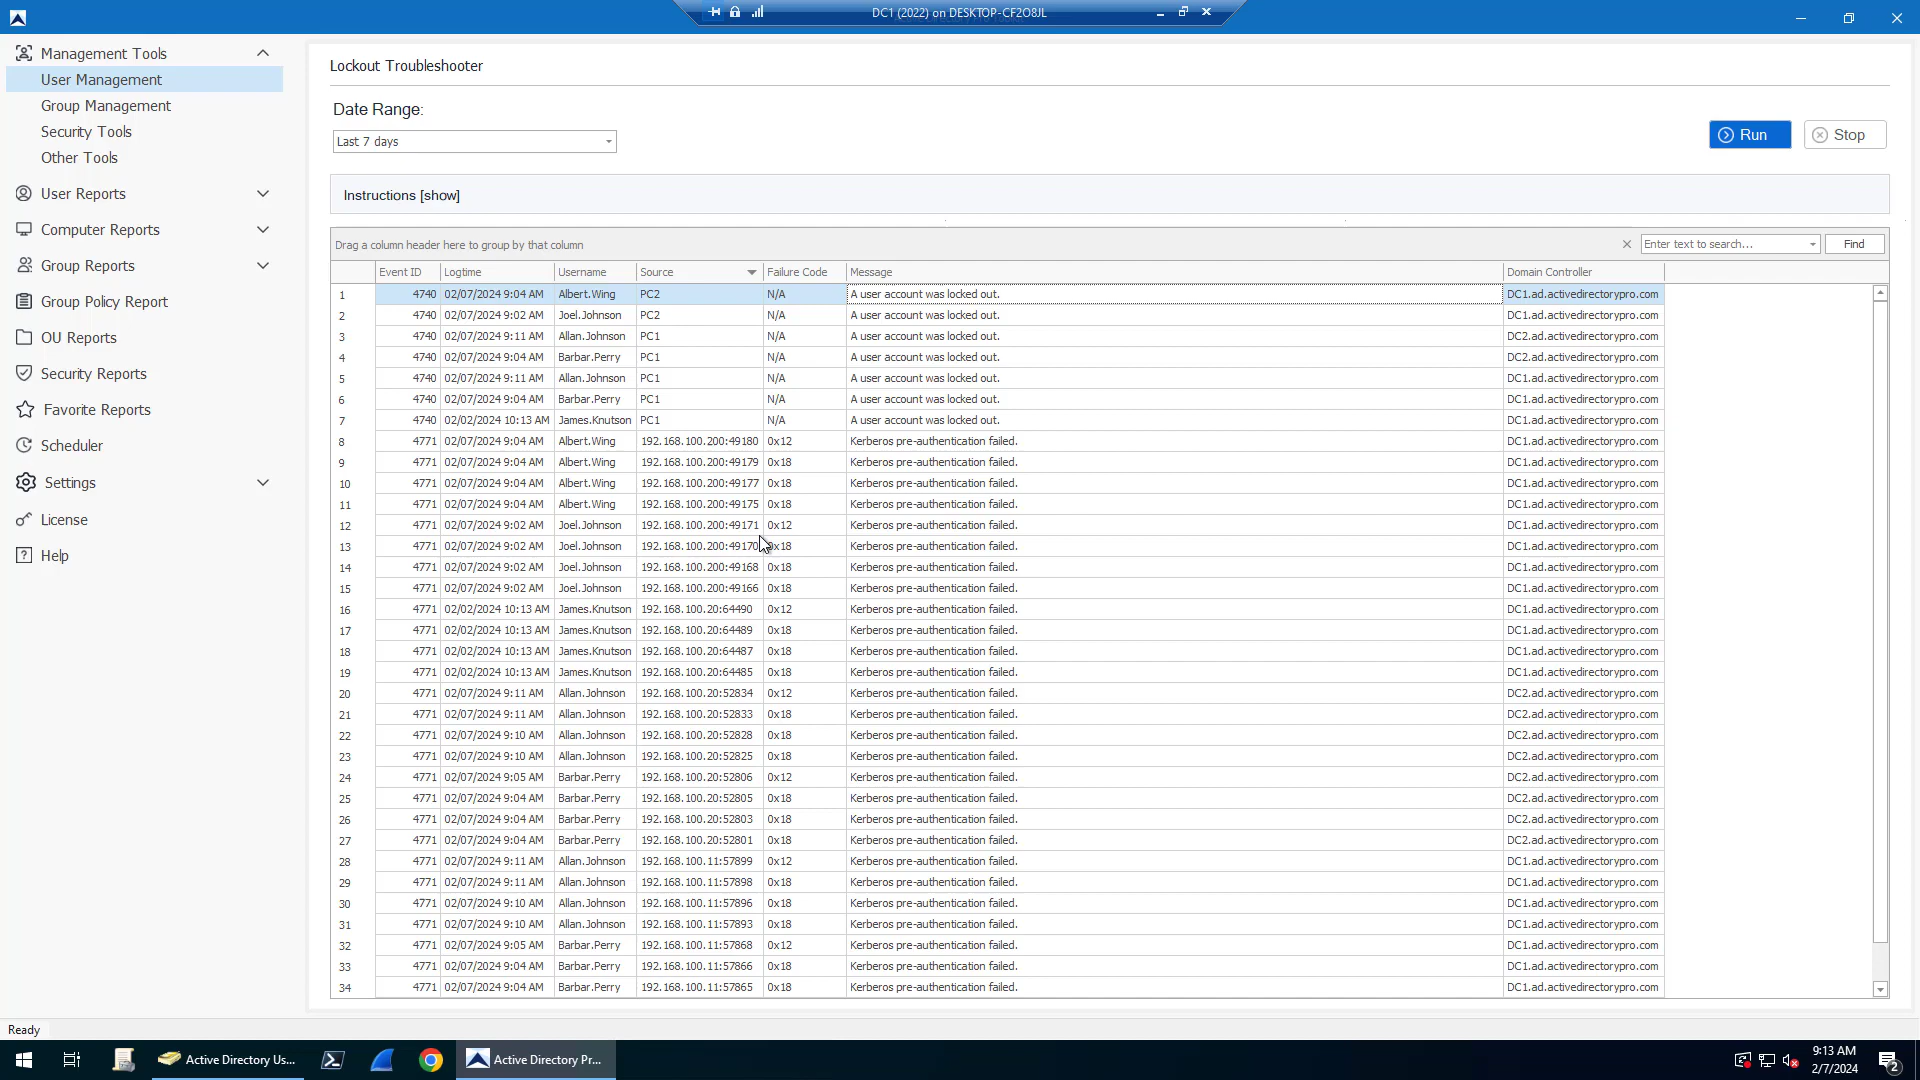 DC1 (2022) on DESKTOP-CF2O8JL
Management Tools
User Management
Group Management
Security Tools
Other Tools
User Reports
Computer Reports
Group Reports
Group Policy Report
OU Reports
Security Reports
Favorite Reports
Scheduler
Settings
License
Help
Lockout Troubleshooter
Date Range:
Last 7 days
Run
Stop
Instructions [show]
Drag a column header here to group by that column
Enter text to search...
Find
Event ID Logtime Username Source Failure Code Message Domain Controller
1 4740 02/07/2024 9:04 AM Albert.Wing PC2 N/A A user account was locked out. DC1.ad.activedirectorypro.com
2 4740 02/07/2024 9:02 AM Joel.Johnson PC2 N/A A user account was locked out. DC1.ad.activedirectorypro.com
3 4740 02/07/2024 9:11 AM Allan.Johnson PC1 N/A A user account was locked out. DC2.ad.activedirectorypro.com
4 4740 02/07/2024 9:04 AM Barbar.Perry PC1 N/A A user account was locked out. DC2.ad.activedirectorypro.com
5 4740 02/07/2024 9:11 AM Allan.Johnson PC1 N/A A user account was locked out. DC1.ad.activedirectorypro.com
6 4740 02/07/2024 9:04 AM Barbar.Perry PC1 N/A A user account was locked out. DC1.ad.activedirectorypro.com
7 4740 02/02/2024 10:13 AM James.Knutson PC1 N/A A user account was locked out. DC1.ad.activedirectorypro.com
8 4771 02/07/2024 9:04 AM Albert.Wing 192.168.100.200:49180 0x12 Kerberos pre-authentication failed. DC1.ad.activedirectorypro.com
9 4771 02/07/2024 9:04 AM Albert.Wing 192.168.100.200:49179 0x18 Kerberos pre-authentication failed. DC1.ad.activedirectorypro.com
10 4771 02/07/2024 9:04 AM Albert.Wing 192.168.100.200:49177 0x18 Kerberos pre-authentication failed. DC1.ad.activedirectorypro.com
11 4771 02/07/2024 9:04 AM Albert.Wing 192.168.100.200:49175 0x18 Kerberos pre-authentication failed. DC1.ad.activedirectorypro.com
12 4771 02/07/2024 9:02 AM Joel.Johnson 192.168.100.200:49171 0x12 Kerberos pre-authentication failed. DC1.ad.activedirectorypro.com
13 4771 02/07/2024 9:02 AM Joel.Johnson 192.168.100.200:49170 0x18 Kerberos pre-authentication failed. DC1.ad.activedirectorypro.com
14 4771 02/07/2024 9:02 AM Joel.Johnson 192.168.100.200:49168 0x18 Kerberos pre-authentication failed. DC1.ad.activedirectorypro.com
15 4771 02/07/2024 9:02 AM Joel.Johnson 192.168.100.200:49166 0x18 Kerberos pre-authentication failed. DC1.ad.activedirectorypro.com
16 4771 02/02/2024 10:13 AM James.Knutson 192.168.100.20:64490 0x12 Kerberos pre-authentication failed. DC1.ad.activedirectorypro.com
17 4771 02/02/2024 10:13 AM James.Knutson 192.168.100.20:64489 0x18 Kerberos pre-authentication failed. DC1.ad.activedirectorypro.com
18 4771 02/02/2024 10:13 AM James.Knutson 192.168.100.20:64487 0x18 Kerberos pre-authentication failed. DC1.ad.activedirectorypro.com
19 4771 02/02/2024 10:13 AM James.Knutson 192.168.100.20:64485 0x18 Kerberos pre-authentication failed. DC1.ad.activedirectorypro.com
20 4771 02/07/2024 9:11 AM Allan.Johnson 192.168.100.20:52834 0x12 Kerberos pre-authentication failed. DC2.ad.activedirectorypro.com
21 4771 02/07/2024 9:11 AM Allan.Johnson 192.168.100.20:52833 0x18 Kerberos pre-authentication failed. DC2.ad.activedirectorypro.com
22 4771 02/07/2024 9:10 AM Allan.Johnson 192.168.100.20:52828 0x18 Kerberos pre-authentication failed. DC2.ad.activedirectorypro.com
23 4771 02/07/2024 9:10 AM Allan.Johnson 192.168.100.20:52825 0x18 Kerberos pre-authentication failed. DC2.ad.activedirectorypro.com
24 4771 02/07/2024 9:05 AM Barbar.Perry 192.168.100.20:52806 0x12 Kerberos pre-authentication failed. DC2.ad.activedirectorypro.com
25 4771 02/07/2024 9:04 AM Barbar.Perry 192.168.100.20:52805 0x18 Kerberos pre-authentication failed. DC2.ad.activedirectorypro.com
26 4771 02/07/2024 9:04 AM Barbar.Perry 192.168.100.20:52803 0x18 Kerberos pre-authentication failed. DC2.ad.activedirectorypro.com
27 4771 02/07/2024 9:04 AM Barbar.Perry 192.168.100.20:52801 0x18 Kerberos pre-authentication failed. DC2.ad.activedirectorypro.com
28 4771 02/07/2024 9:11 AM Allan.Johnson 192.168.100.11:57899 0x12 Kerberos pre-authentication failed. DC1.ad.activedirectorypro.com
29 4771 02/07/2024 9:11 AM Allan.Johnson 192.168.100.11:57898 0x18 Kerberos pre-authentication failed. DC1.ad.activedirectorypro.com
30 4771 02/07/2024 9:10 AM Allan.Johnson 192.168.100.11:57896 0x18 Kerberos pre-authentication failed. DC1.ad.activedirectorypro.com
31 4771 02/07/2024 9:10 AM Allan.Johnson 192.168.100.11:57893 0x18 Kerberos pre-authentication failed. DC1.ad.activedirectorypro.com
32 4771 02/07/2024 9:05 AM Barbar.Perry 192.168.100.11:57868 0x12 Kerberos pre-authentication failed. DC1.ad.activedirectorypro.com
33 4771 02/07/2024 9:04 AM Barbar.Perry 192.168.100.11:57866 0x18 Kerberos pre-authentication failed. DC1.ad.activedirectorypro.com
34 4771 02/07/2024 9:04 AM Barbar.Perry 192.168.100.11:57865 0x18 Kerberos pre-authentication failed. DC1.ad.activedirectorypro.com
Ready
Active Directory Us...
Active Directory Pr...
9:13 AM
2/7/2024
2